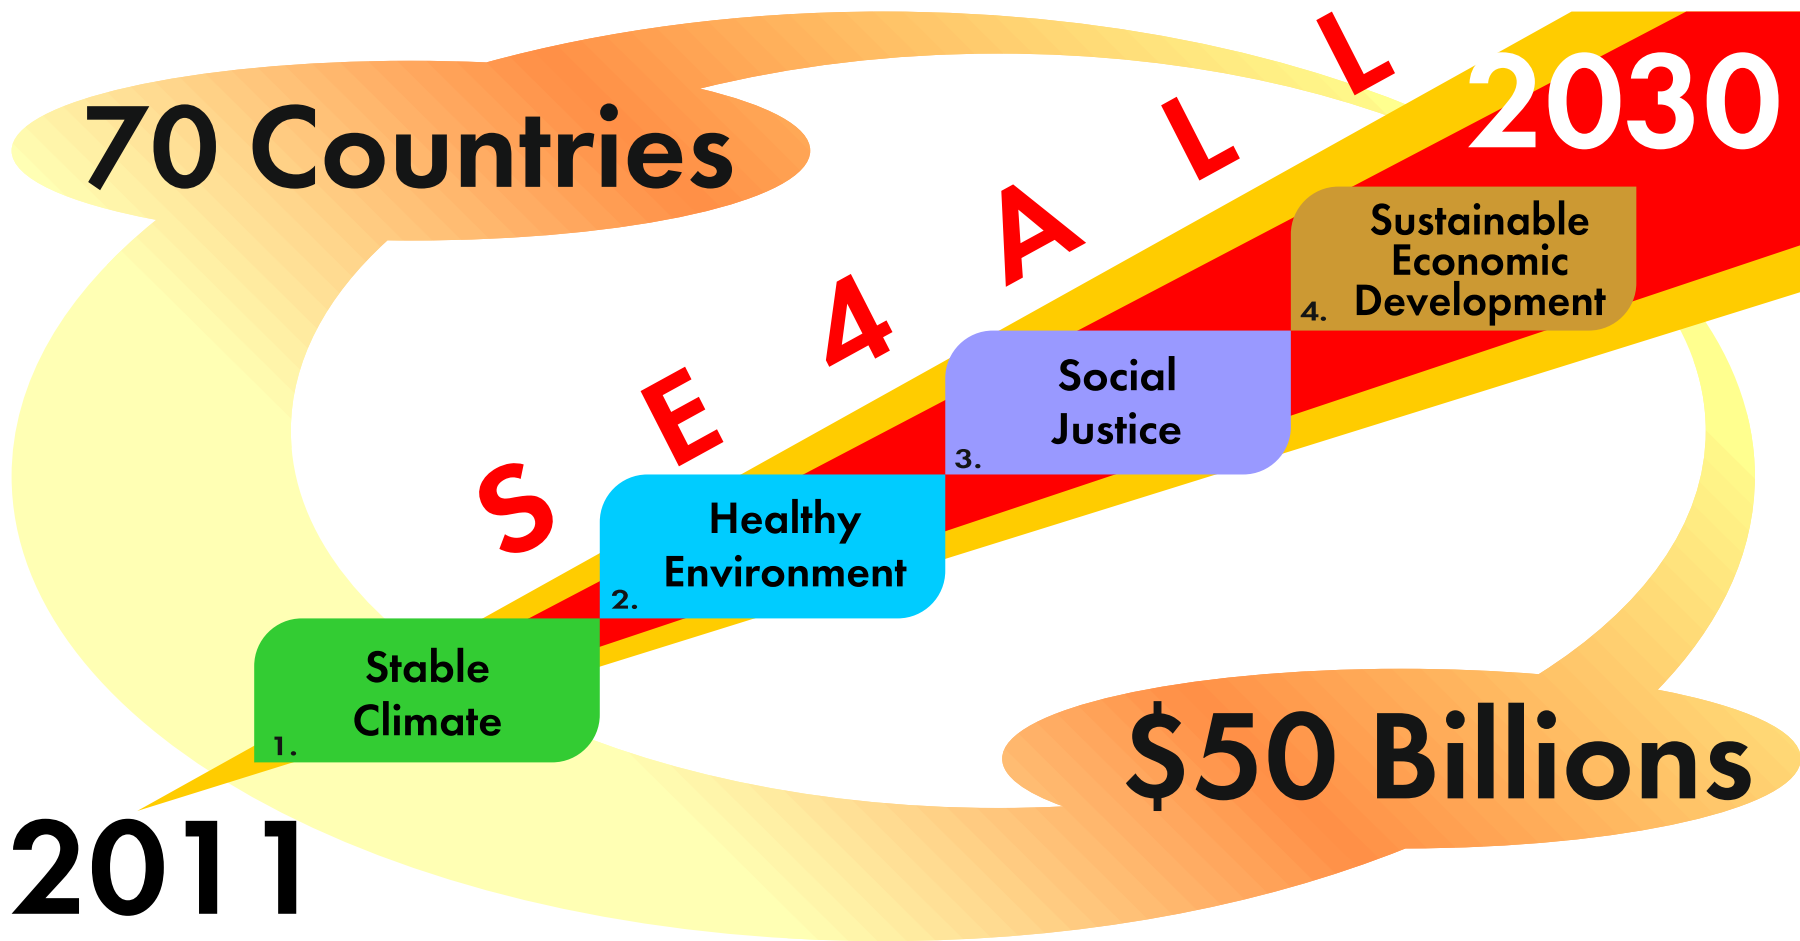 70 Countries
SE4ALL
2030
4. Sustainable
Economic
Development
3. Social
Justice
2. Healthy
Environment
1. Stable
Climate
$50 Billions
2011